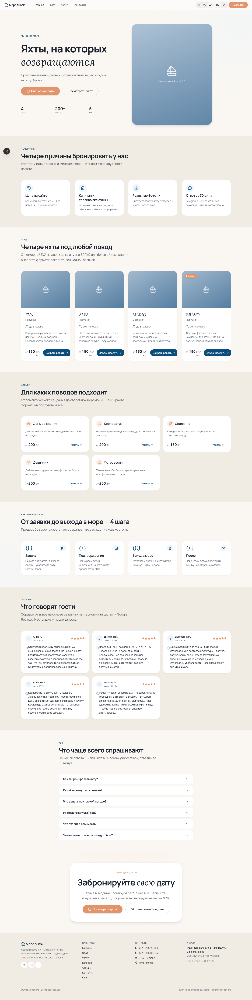 Море Minsk
Главная
Флот
Услуги
Контакты
RU
EN
Заказать
МИНСКОЕ МОРЕ
Яхты, на которых
возвращаются
Прозрачные цены, онлайн-бронирование, видео каждой
яхты до брони.
Свободные даты
Посмотреть флот
4
яхты
200+
гостей
5
лет
Фото яхты — Phase 3.3
N
ПОЧЕМУ МЫ
Четыре причины бронировать у нас
Работаем пятый сезон на Минском море — и знаем, чего ждут гости
на яхте.
Цена на сайте
Без «звоните уточнить» — все
пакеты и цены видно сразу.
Капитан и
топливо включены
Итоговый счёт — тот же, что в
объявлении. Никаких сюрпризов.
Реальные фото яхт
Смотрите каждую яхту в галерее и
видео — без стоков.
Ответ за 30 минут
Telegram с 9:00 до 22:00 без
выходных. Пишите когда удобно.
ФЛОТ
Четыре яхты под любой повод
От камерной EVA на двоих до флагмана BRAVO для большой компании —
выберите формат и закройте день одной заявкой.
EVA
Парусная
до 6 человек
Камерная парусная яхта с тиковой
палубой и белыми парусами.
Носовая каюта, обеденная зона …
от 150 BYN/
час
Забронировать
ALFA
Парусная
до 8 человек
Парусная яхта на 8 гостей. Стол в
кают-компании, фуршетный
столик на палубе — формат под…
от 150 BYN/
час
Забронировать
MARIO
Моторная
до 8 человек
Моторная яхта с просторным
кокпитом и купальной
платформой. Ходит без парусов …
от 150 BYN/
час
Забронировать
Флагман
BRAVO
Парусная
до 8 человек
Флагман флота: стол в кают-
компании, фуршетный столик на
палубе, самая большая площадь…
от 150 BYN/
час
Забронировать
УСЛУГИ
Для каких поводов подходит
От романтического свидания до свадебной церемонии — выбирайте
формат, мы подготовим всё.
День рождения
До 8 гостей, аудиосистема и фуршетный столик
на палубе
от 200 BYN
Узнать
Корпоратив
Безнал и документы для юрлица, до 32 человек на
2–4 яхтах
от 200 BYN
Узнать
Свидание
Камерная EVA с тиковой палубой — на двоих,
закатный выход
от 150 BYN
Узнать
Девичник
До 8 человек, аудиосистема, фуршетный стол
на палубе
от 200 BYN
Узнать
Фотосессия
Тиковая палуба, белые паруса, купальная
платформа на моторной
от 200 BYN
Узнать
КАК ЭТО РАБОТАЕТ
От заявки до выхода в море — 4 шага
Процесс без сюрпризов: знаете заранее, что вас ждёт и сколько стоит.
01
Заявка
Пишете в Telegram или через
форму — указываете дату,
гостей, повод.
02
Подтверждение
Подбираем яхту и
капитана, фиксируем дату
предоплатой 30%.
03
Выход в море
Встречаем в Качино, инструктаж
10 минут — и вы на воде.
04
После
Присылаем фото с прогулки и
ссылку на оставление отзыва.
ОТЗЫВЫ
Что говорят гости
Образцы отзывов на основе реальных паттернов из Instagram и Google
Reviews. Настоящие — после запуска.
А
Анна К.
июль 2025 г.
«
Отмечали годовщину отношений на EVA —
лучшее решение за последние несколько лет.
Капитан Артём посоветовал маршрут с
красивым закатом, а команда подготовила всё
так, что нам осталось только наслаждаться.
Обязательно вернёмся следующим летом.
Д
Дмитрий П.
август 2025 г.
«
Проводили день рождения жены на ALFA — 6
человек, 4 часа на воде, свой торт и
шампанское. Всё прошло без заминок:
встретили у причала, объяснили правила,
показали кухню. Фотографии с заката
получились огонь.
Е
Екатерина М.
июнь 2025 г.
«
Заказывали яхту для парной фотосессии.
Фотограф был в восторге от фактуры — паруса,
палуба, блики воды. Яхту подготовили как
просили, команда не мешала съёмке.
Фотографии увидели гости — все спрашивают,
где мы снимали.
А
Алексей Т.
июль 2025 г.
«
Корпоратив на BRAVO для 10 человек.
Заказывали с кейтерингом через Море Minsk —
цены адекватные, еду принесли ровно к началу.
Коллеги до сих пор вспоминают. Отдельное
спасибо за то, что объяснили технику
безопасности перед выходом.
М
Марина Л.
август 2025 г.
«
Романтический вечер на EVA — подарок мужу на
годовщину. Встретили с букетом и бутылкой
вина от команды (приятный сюрприз). 3 часа
вдвоём на закате на Минском водохранилище
— круче любого ресторана. Спасибо
за атмосферу.
FAQ
Что чаще всего спрашивают
Не нашли ответа — напишите в Telegram @moreminsk, ответим за
30 минут.
Как забронировать яхту?
Какой минимум по времени?
Что делать при плохой погоде?
Работаете круглый год?
Что входит в стоимость?
Чем отличаются яхты между собой?
СВОБОДНЫЕ ДАТЫ
Забронируйте свою дату
Летние выходные бронируют за 2–3 месяца. Напишите —
подберём время под формат и зафиксируем авансом 30%.
Посмотреть даты
Написать в Telegram
Море Minsk
Аренда парусных и моторных яхт на
Минском водохранилище. Свадьбы, дни
рождения, корпоративы, фотосессии.
НАВИГАЦИЯ
Главная
Флот
Услуги
Галерея
Отзывы
Контакты
FAQ
КОНТАКТЫ
+375 29 695 36 36
+375 29 6 109 107
9797-7@mail.ru
@moreminsk
АДРЕС
Ждановичский с/с, д. Качино, ул.
Вокзальная 8а
25 минут от центра Минска
Ежедневно 9:00–22:00
© 2026 Море Minsk. Все права защищены.
Политика конфиденциальности
Публичная оферта